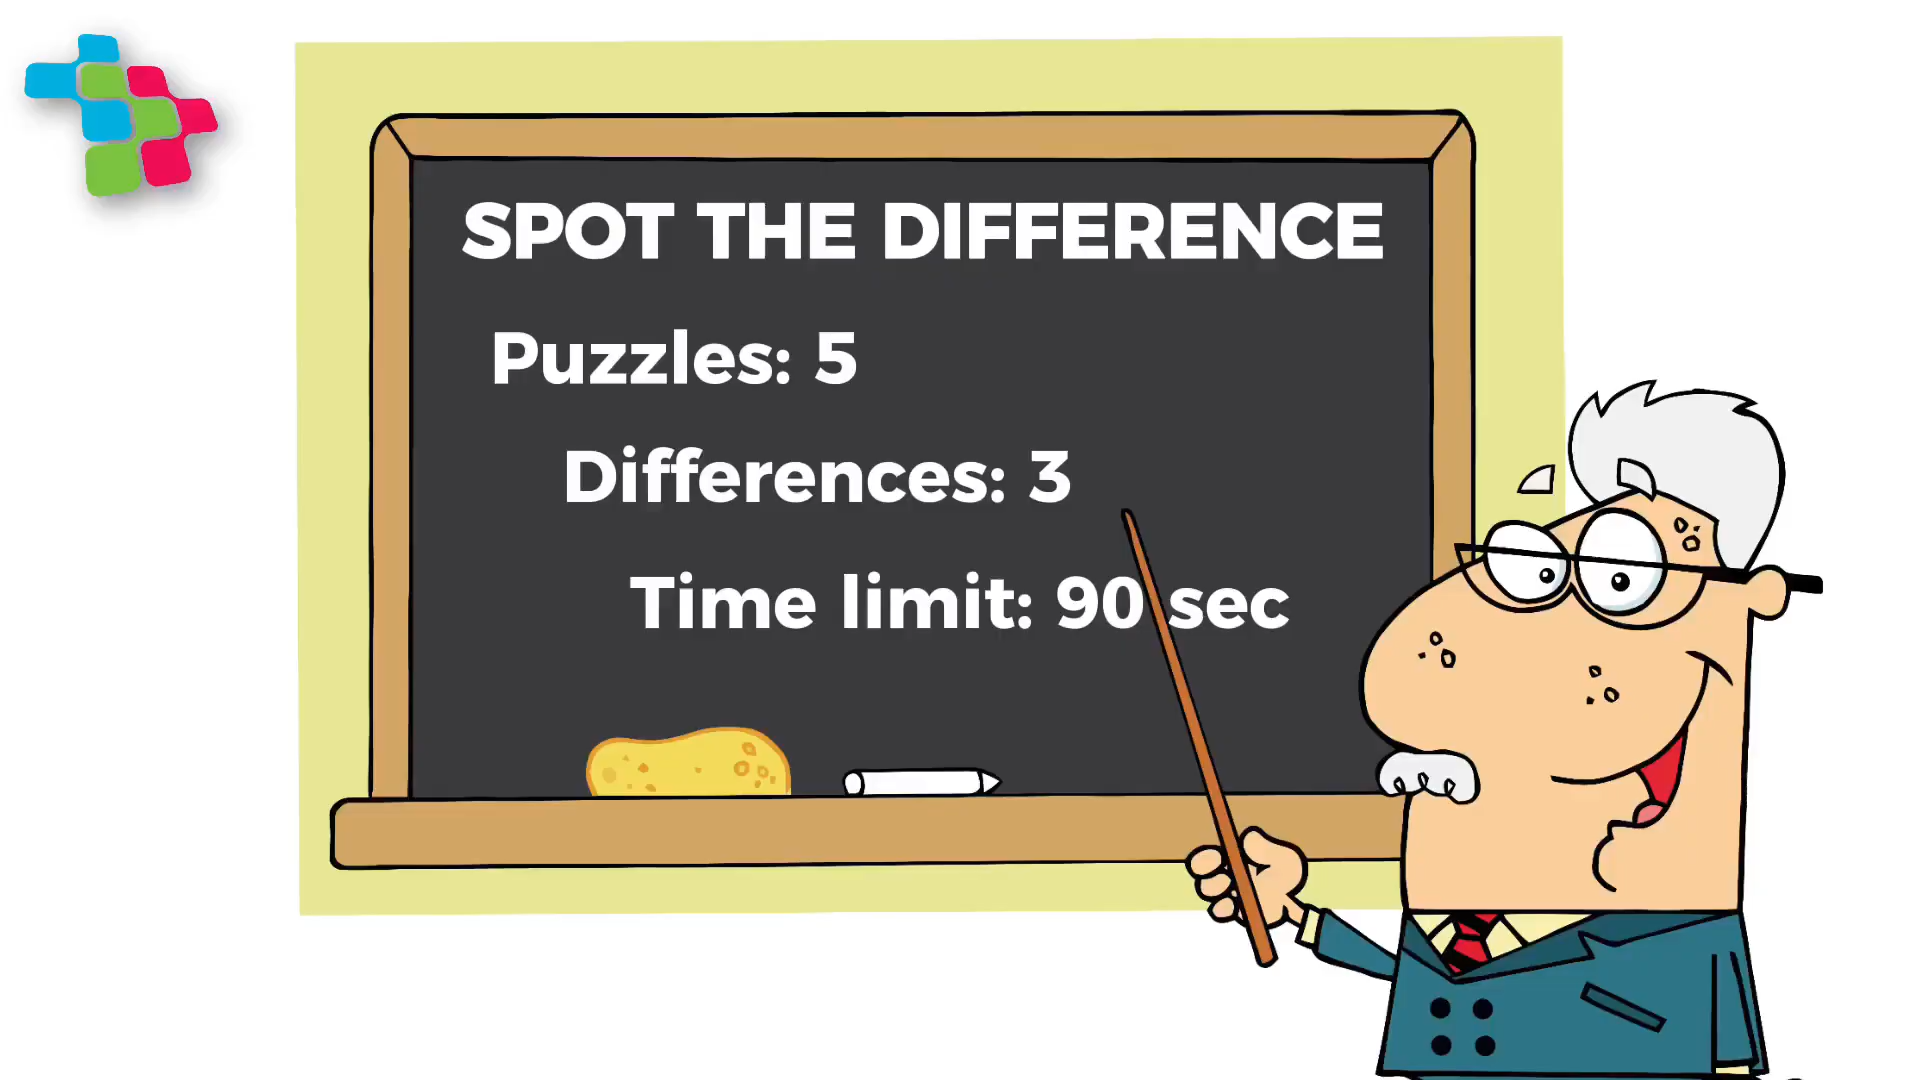 SPOT THE DIFFERENCE
Puzzles: 5
Differences: 3
Time limit: 90 sec